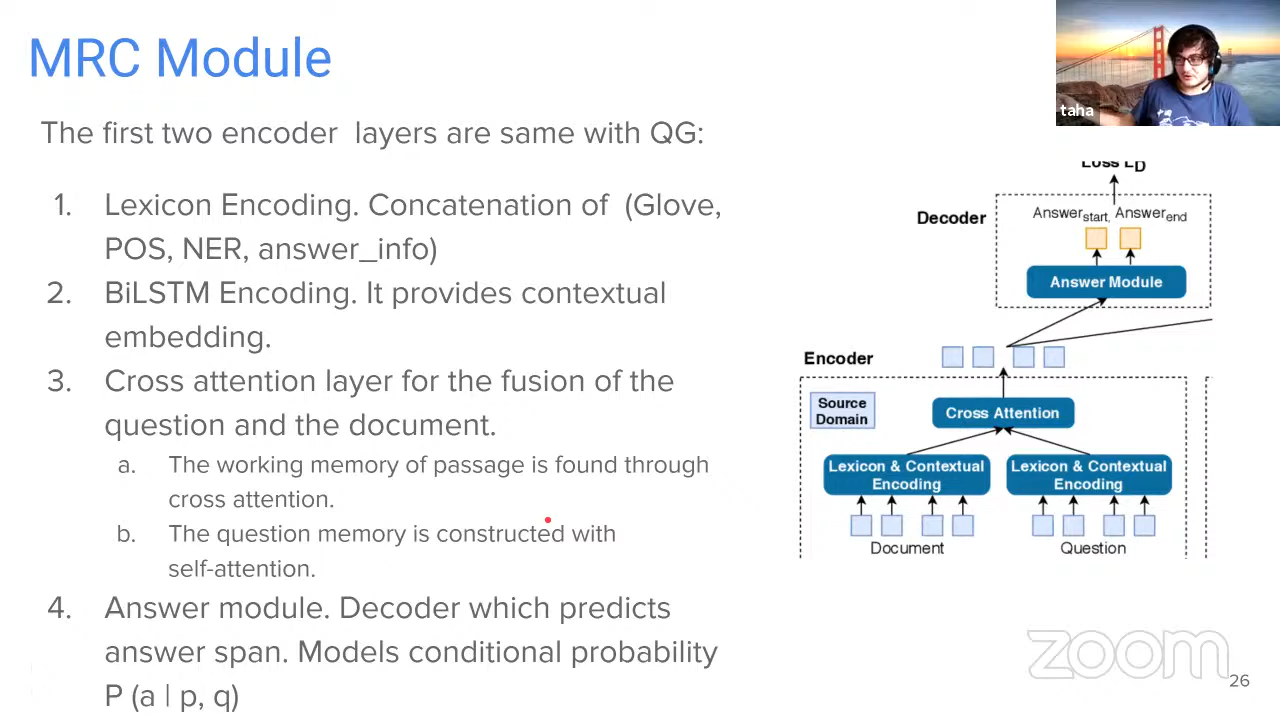 MRC Module
taha
The first two encoder layers are same with QG:
1. Lexicon Encoding. Concatenation of (Glove,
POS, NER, answer_info)
2. BiLSTM Encoding. It provides contextual
embedding.
3. Cross attention layer for the fusion of the
question and the document.
a. The working memory of passage is found through
cross attention.
b. The question memory is constructed with
self-attention.
4. Answer module. Decoder which predicts
answer span. Models conditional probability
P (a | p, q)
Loss LD
Decoder
Answerstart, Answerend
Answer Module
Encoder
Source
Domain
Cross Attention
Lexicon & Contextual
Encoding
Lexicon & Contextual
Encoding
Document
Question
zoom
26